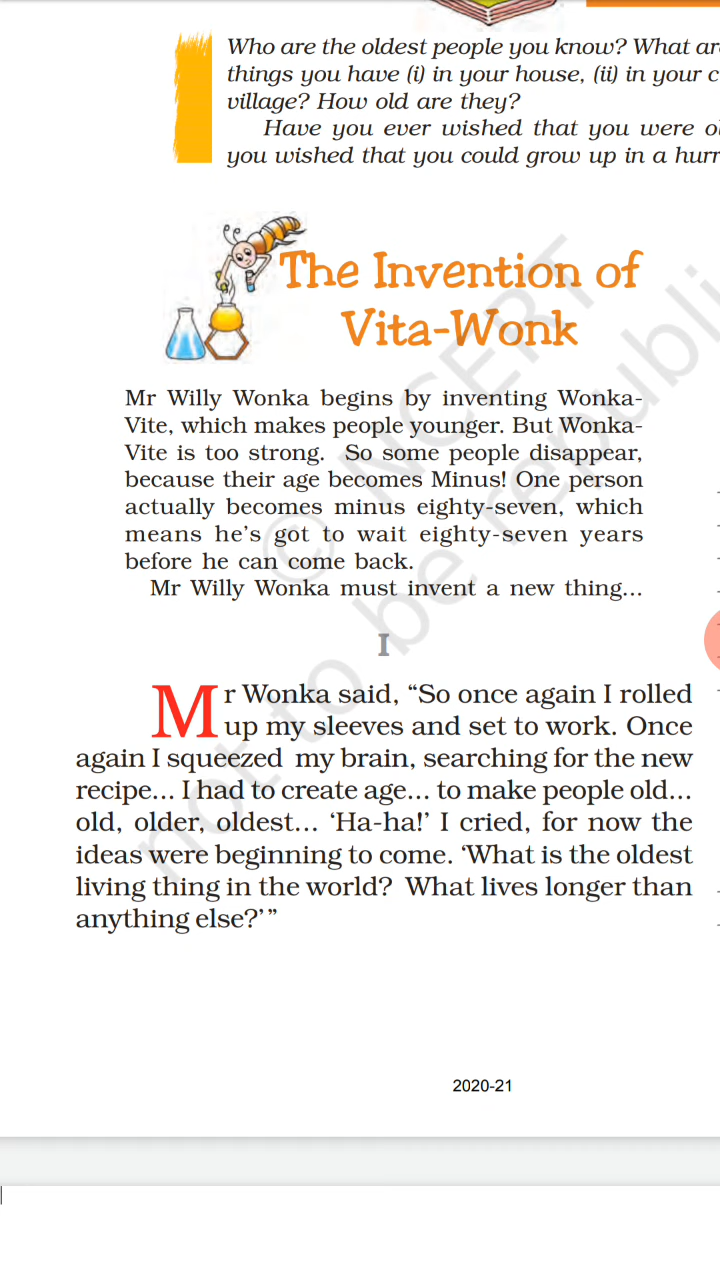 Who are the oldest people you know? What
things you have (i) in your house, (ii) in your
village? How old are they?
Have you ever wished that you were
you wished that you could grow up in a
The Invention of
Vita-Wonk
Mr Willy Wonka begins by inventing Wonka-
Vite, which makes people younger. But Wonka-
Vite is too strong. So some people disappear,
because their age becomes Minus! One person
actually becomes minus eighty-seven, which
means he's got to wait eighty-seven years
before he can come back.
Mr Willy Wonka must invent a new thing...
I
Mr Wonka said, “So once again I rolled
up my sleeves and set to work. Once
again I squeezed my brain, searching for the new
recipe... I had to create age... to make people old...
old, older, oldest... ‘Ha-ha!’ I cried, for now the
ideas were beginning to come. ‘What is the oldest
living thing in the world? What lives longer than
anything else?’”
© NCERT
not to be republi
2020-21